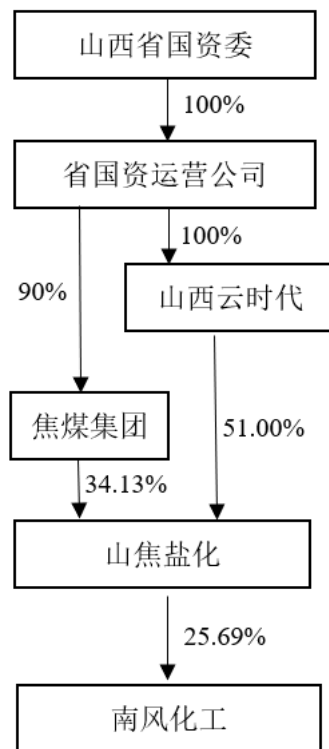 山西省国资委
100%
省国资运营公司
100%
90%
山西云时代
焦煤集团
51.00%
34.13%
山焦盐化
25.69%
南风化工